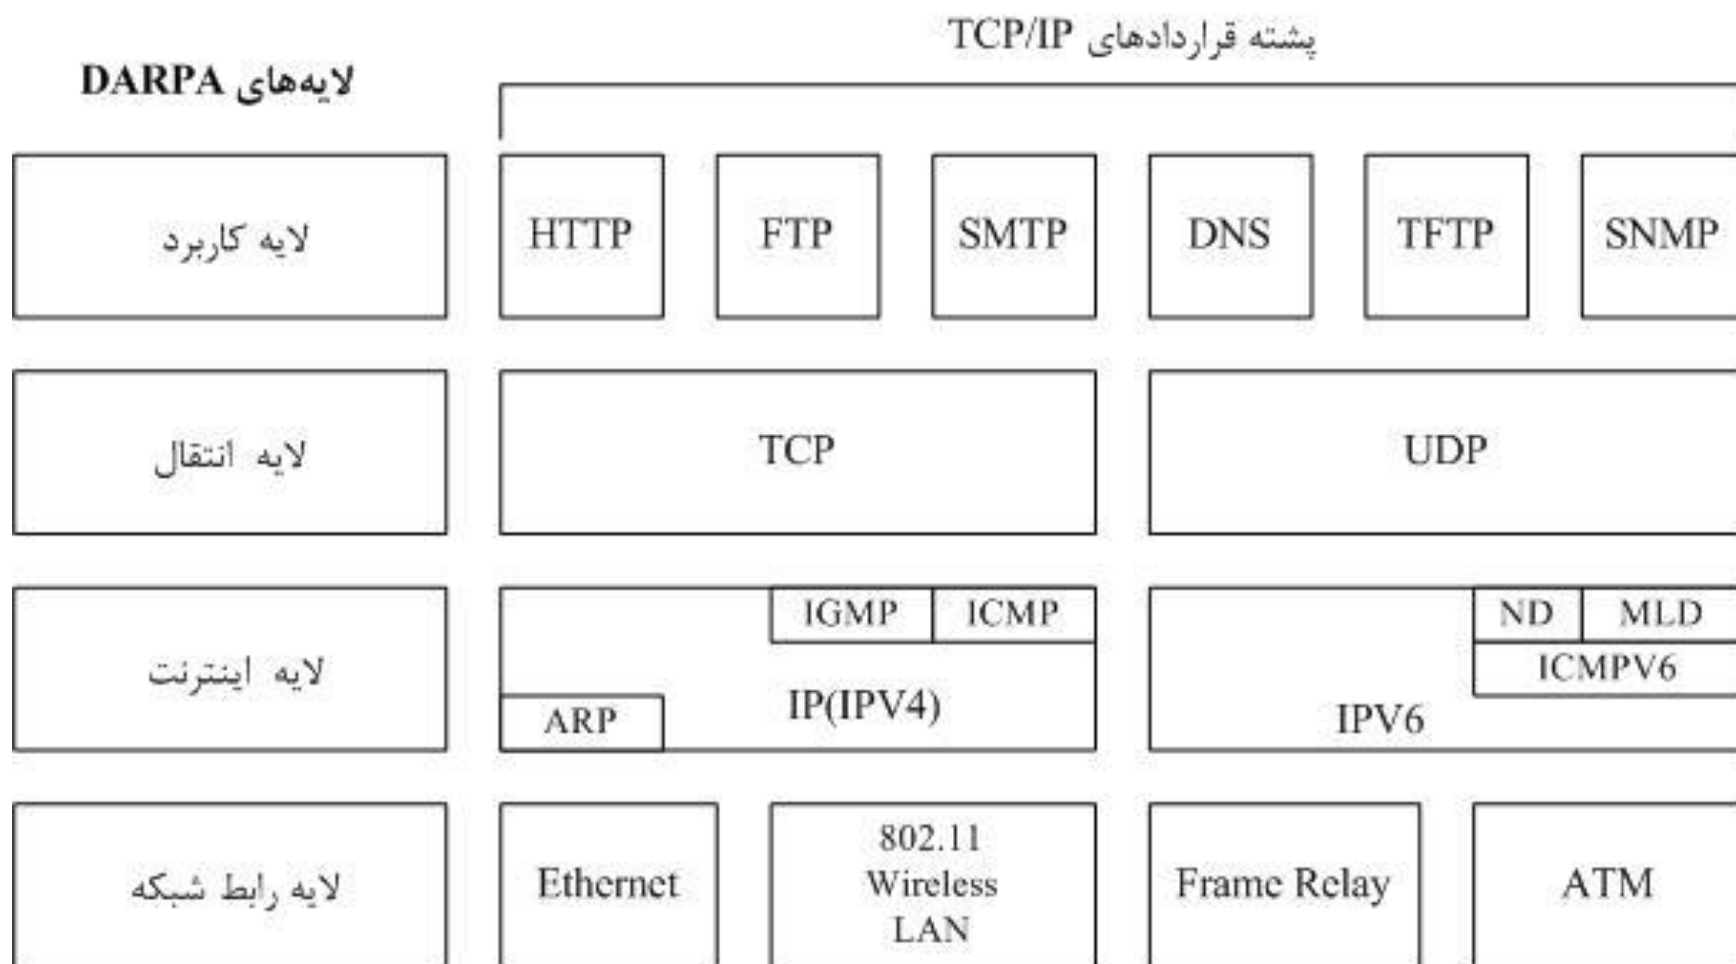 پشته قراردادهای TCP/IP
لایه‌های DARPA
لایه کاربرد
HTTP
FTP
SMTP
DNS
TFTP
SNMP
لایه انتقال
TCP
UDP
لایه اینترنت
IGMP
ICMP
ARP
IP(IPV4)
ND
MLD
ICMPV6
IPV6
لایه رابط شبکه
Ethernet
802.11
Wireless
LAN
Frame Relay
ATM